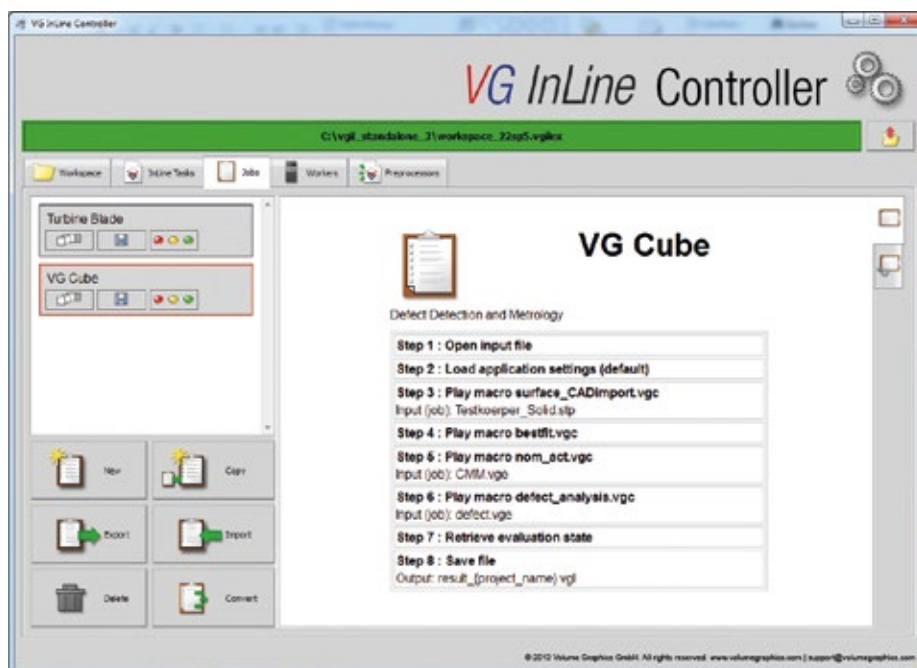 VG InLine Controller
VG InLine Controller
C:\vgil_standalone_3\workspace_22sp5.vgilex
Workspace
InLine Tasks
Jobs
Workers
Preprocessors
Turbine Blade
VG Cube
New
Copy
Export
Import
Delete
Convert
VG Cube
Defect Detection and Metrology
Step 1 : Open input file
Step 2 : Load application settings (default)
Step 3 : Play macro surface_CADImport.vgc
Input (job): Testkoerper_Solid.stp
Step 4 : Play macro bestfit.vgc
Step 5 : Play macro nom_act.vgc
Input (job): CMM.vge
Step 6 : Play macro defect_analysis.vgc
Input (job): defect.vge
Step 7 : Retrieve evaluation state
Step 8 : Save file
Output: result_{project_name}.vgl
© 2012 Volume Graphics GmbH. All rights reserved. www.volumegraphics.com | support@volumegraphics.com